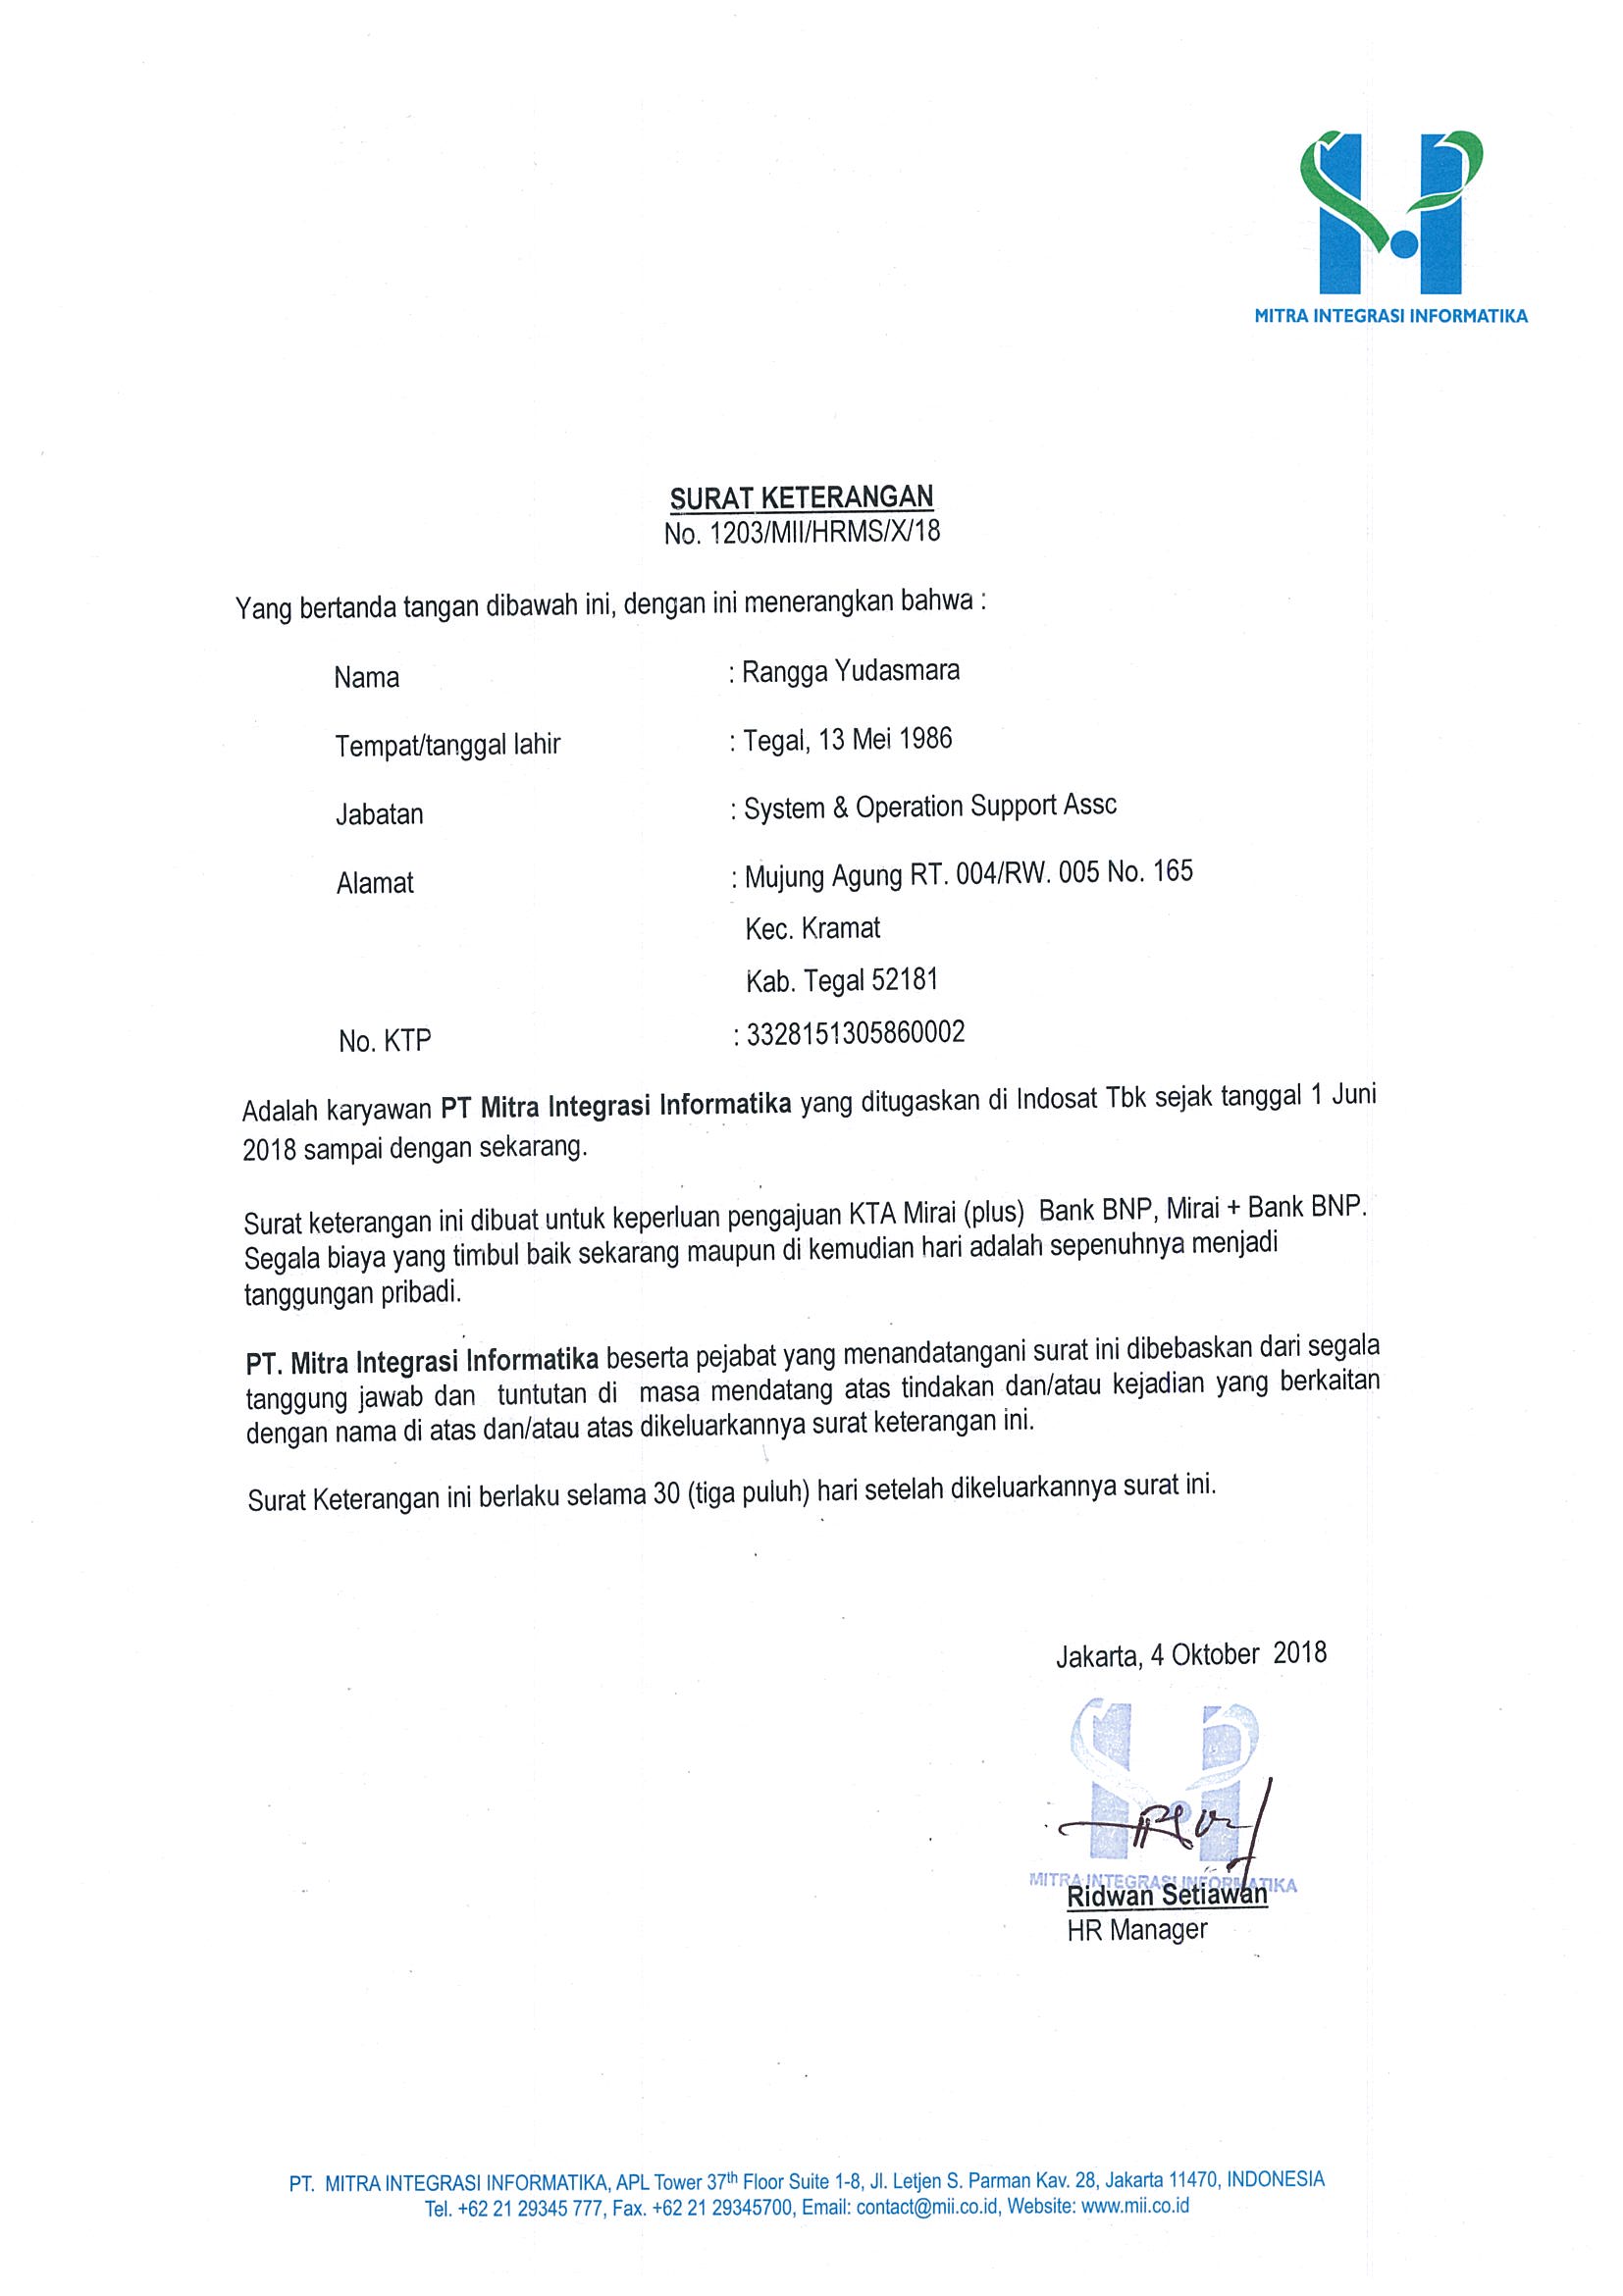 MITRA INTEGRASI INFORMATIKA
SURAT KETERANGAN
No. 1203/MII/HRMS/X/18
Yang bertanda tangan dibawah ini, dengan ini menerangkan bahwa :
Nama : Rangga Yudasmara
Tempat/tanggal lahir : Tegal, 13 Mei 1986
Jabatan : System & Operation Support Assc
Alamat : Mujung Agung RT. 004/RW. 005 No. 165
Kec. Kramat
Kab. Tegal 52181
No. KTP : 3328151305860002
Adalah karyawan PT Mitra Integrasi Informatika yang ditugaskan di Indosat Tbk sejak tanggal 1 Juni
2018 sampai dengan sekarang.
Surat keterangan ini dibuat untuk keperluan pengajuan KTA Mirai (plus) Bank BNP, Mirai + Bank BNP.
Segala biaya yang timbul baik sekarang maupun di kemudian hari adalah sepenuhnya menjadi
tanggungan pribadi.
PT. Mitra Integrasi Informatika beserta pejabat yang menandatangani surat ini dibebaskan dari segala
tanggung jawab dan tuntutan di masa mendatang atas tindakan dan/atau kejadian yang berkaitan
dengan nama di atas dan/atau atas dikeluarkannya surat keterangan ini.
Surat Keterangan ini berlaku selama 30 (tiga puluh) hari setelah dikeluarkannya surat ini.
Jakarta, 4 Oktober 2018
MITRA INTEGRASI INFORMATIKA
Ridwan Setiawan
HR Manager
PT. MITRA INTEGRASI INFORMATIKA, APL Tower 37th Floor Suite 1-8, Jl. Letjen S. Parman Kav. 28, Jakarta 11470, INDONESIA
Tel. +62 21 29345 777, Fax. +62 21 29345700, Email: contact@mii.co.id, Website: www.mii.co.id